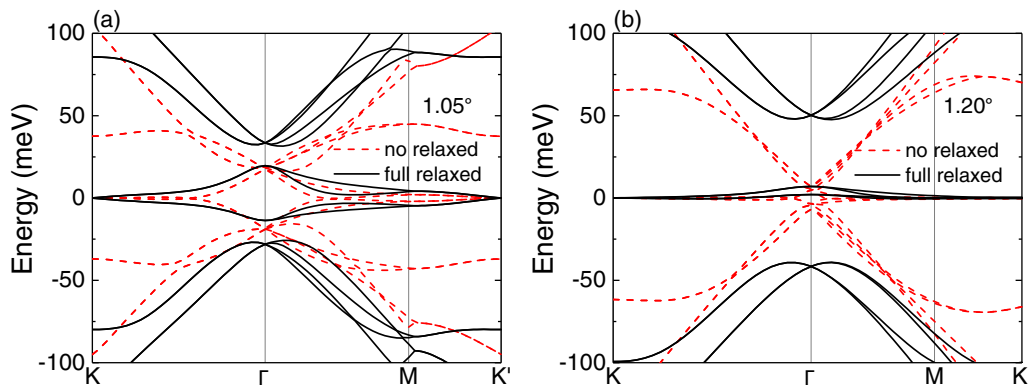 (a)
(b)
100
50
0
-50
-100
Energy (meV)
1.05°
no relaxed
full relaxed
K Γ M K'
100
50
0
-50
-100
Energy (meV)
1.20°
no relaxed
full relaxed
K Γ M K